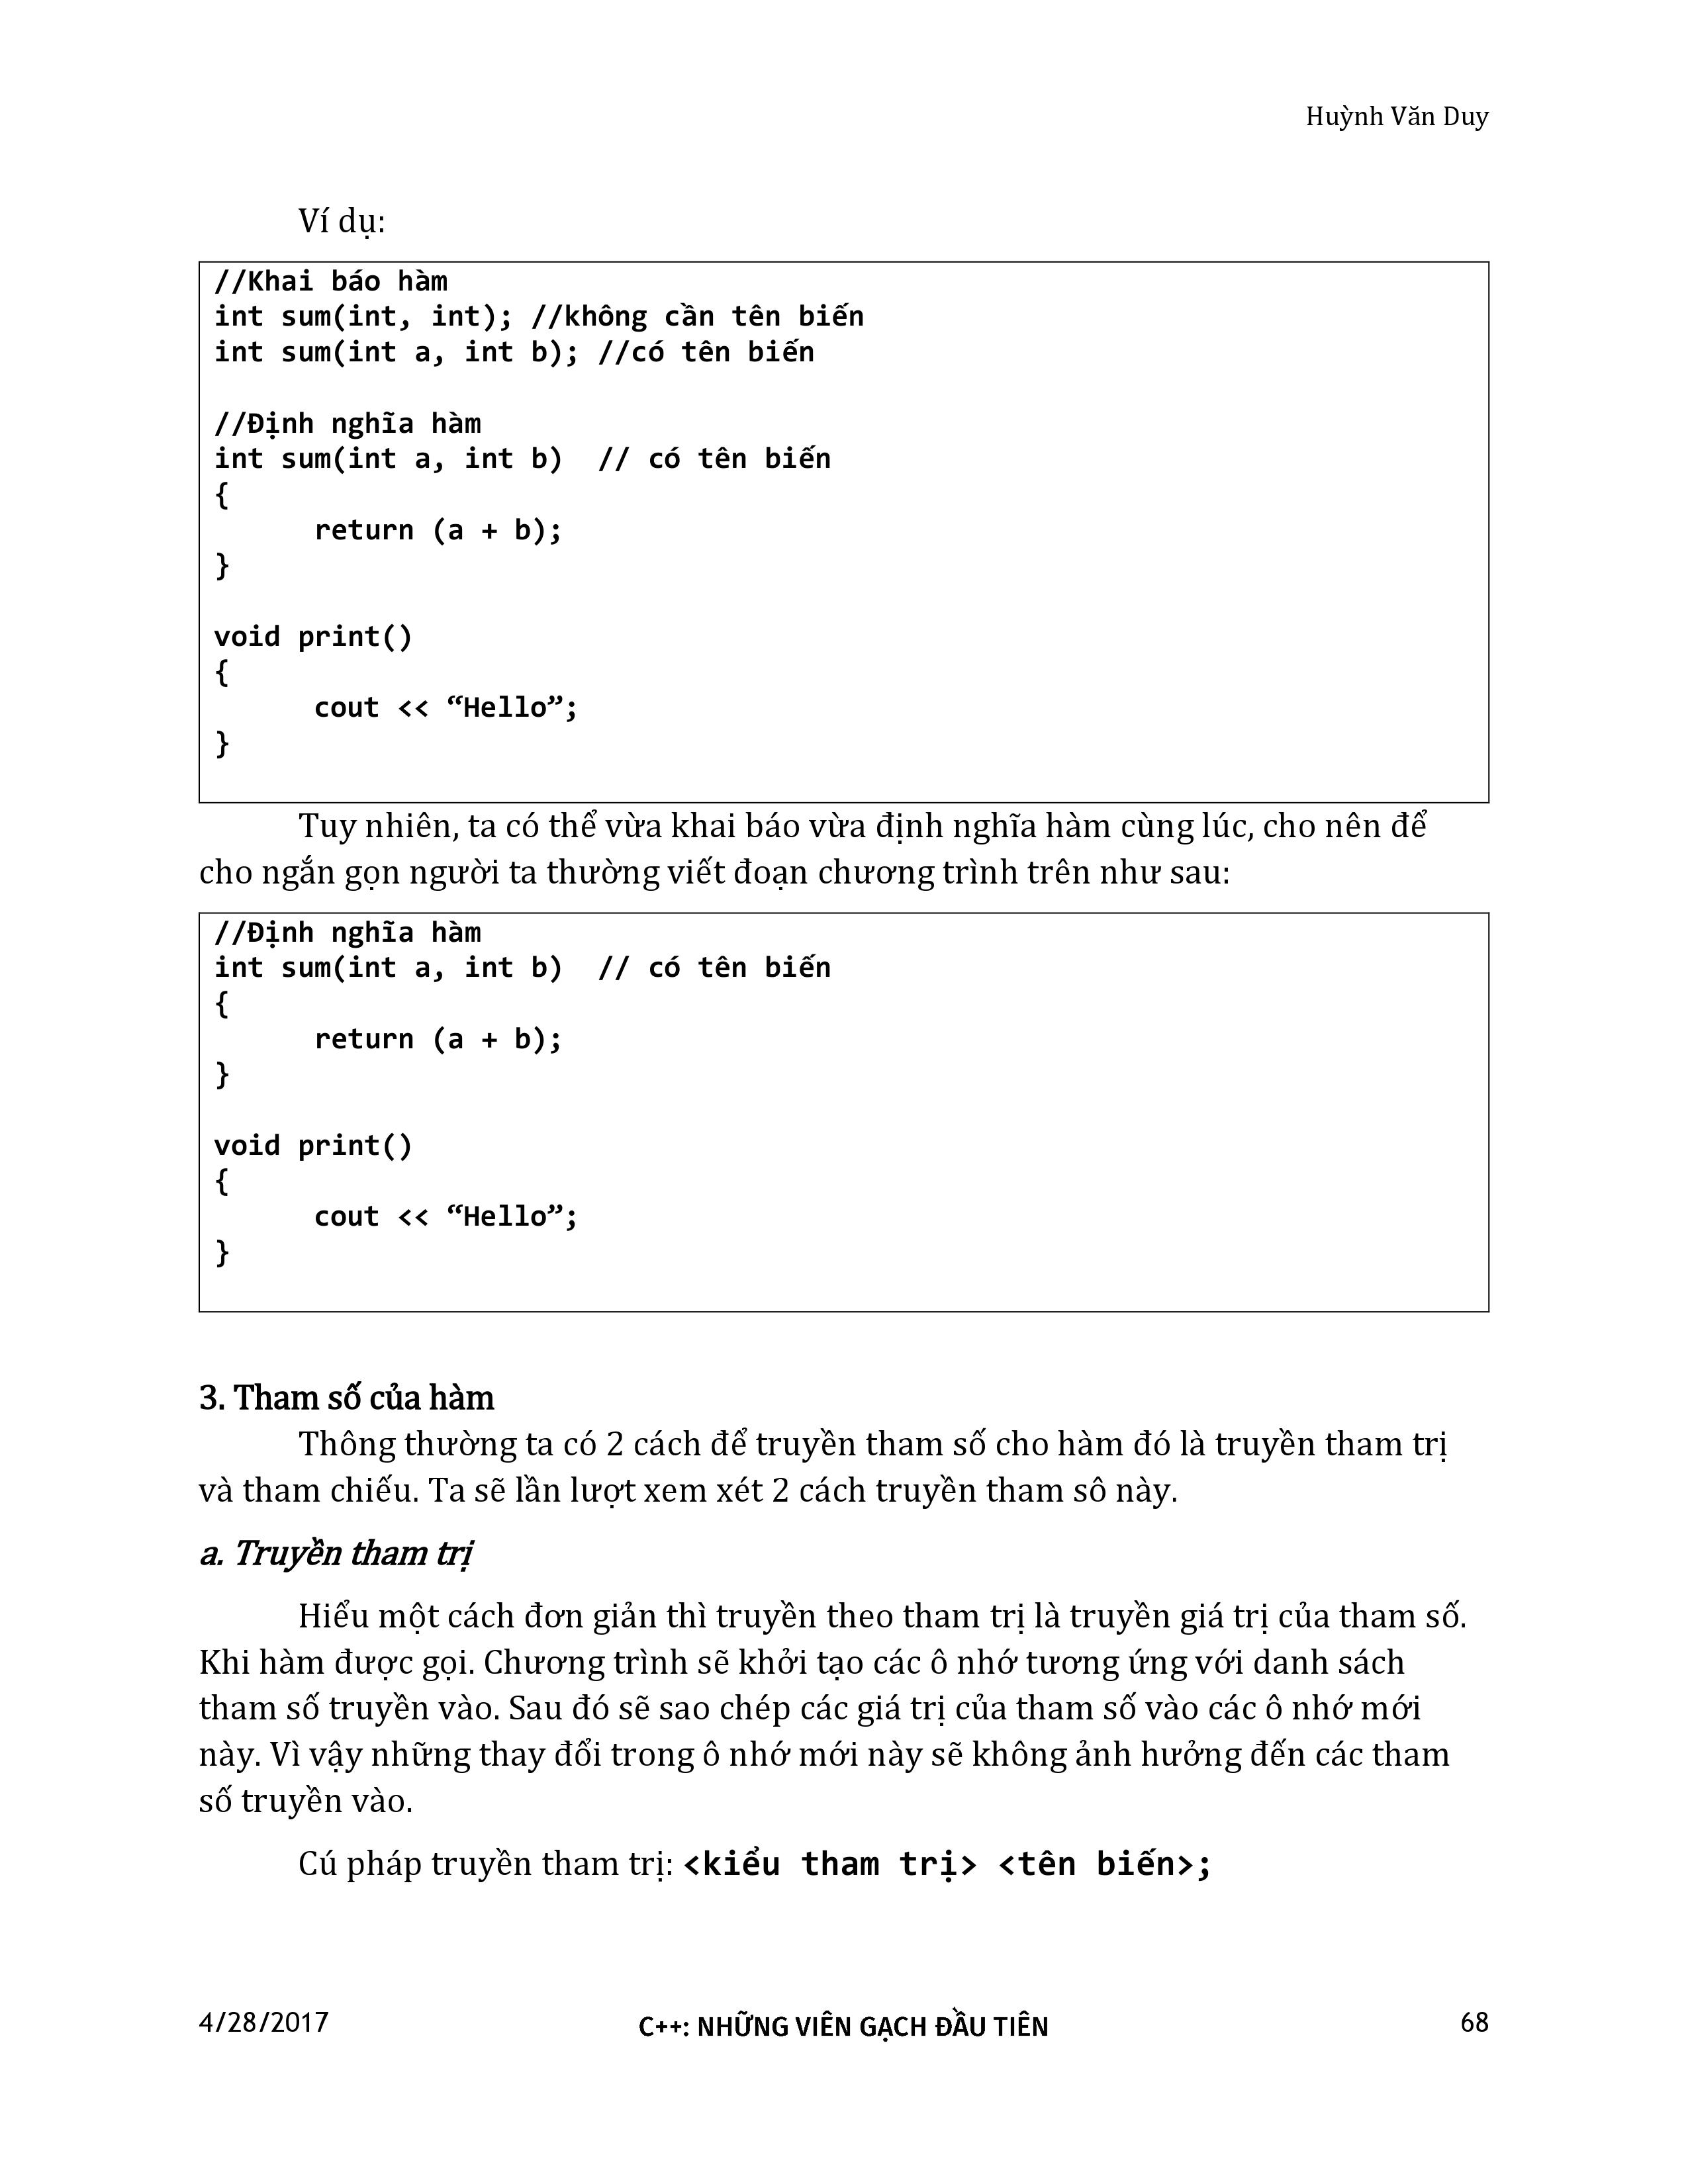 Huỳnh Văn Duy
Ví dụ:
//Khai báo hàm
int sum(int, int); //không cần tên biến
int sum(int a, int b); //có tên biến
//Định nghĩa hàm
int sum(int a, int b)  // có tên biến
{
return (a + b);
}
void print()
{
cout << “Hello”;
}
Tuy nhiên, ta có thể vừa khai báo vừa định nghĩa hàm cùng lúc, cho nên để
cho ngắn gọn người ta thường viết đoạn chương trình trên như sau:
//Định nghĩa hàm
int sum(int a, int b)  // có tên biến
{
return (a + b);
}
void print()
{
cout << “Hello”;
}
3. Tham số của hàm
Thông thường ta có 2 cách để truyền tham số cho hàm đó là truyền tham trị
và tham chiếu. Ta sẽ lần lượt xem xét 2 cách truyền tham sô này.
a. Truyền tham trị
Hiểu một cách đơn giản thì truyền theo tham trị là truyền giá trị của tham số.
Khi hàm được gọi. Chương trình sẽ khởi tạo các ô nhớ tương ứng với danh sách
tham số truyền vào. Sau đó sẽ sao chép các giá trị của tham số vào các ô nhớ mới
này. Vì vậy những thay đổi trong ô nhớ mới này sẽ không ảnh hưởng đến các tham
số truyền vào.
Cú pháp truyền tham trị: <kiểu tham trị> <tên biến>;
4/28/2017 C++: NHỮNG VIÊN GẠCH ĐẦU TIÊN 68